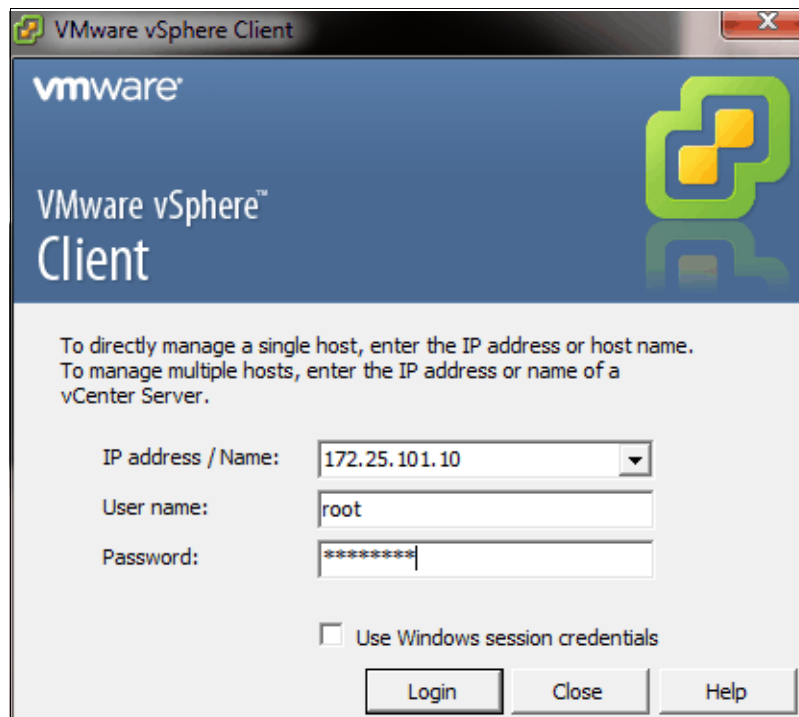 VMware vSphere Client
vmware®
VMware vSphere™
Client
To directly manage a single host, enter the IP address or host name.
To manage multiple hosts, enter the IP address or name of a
vCenter Server.
IP address / Name: 172.25.101.10
User name: root
Password: ********
Use Windows session credentials
Login Close Help